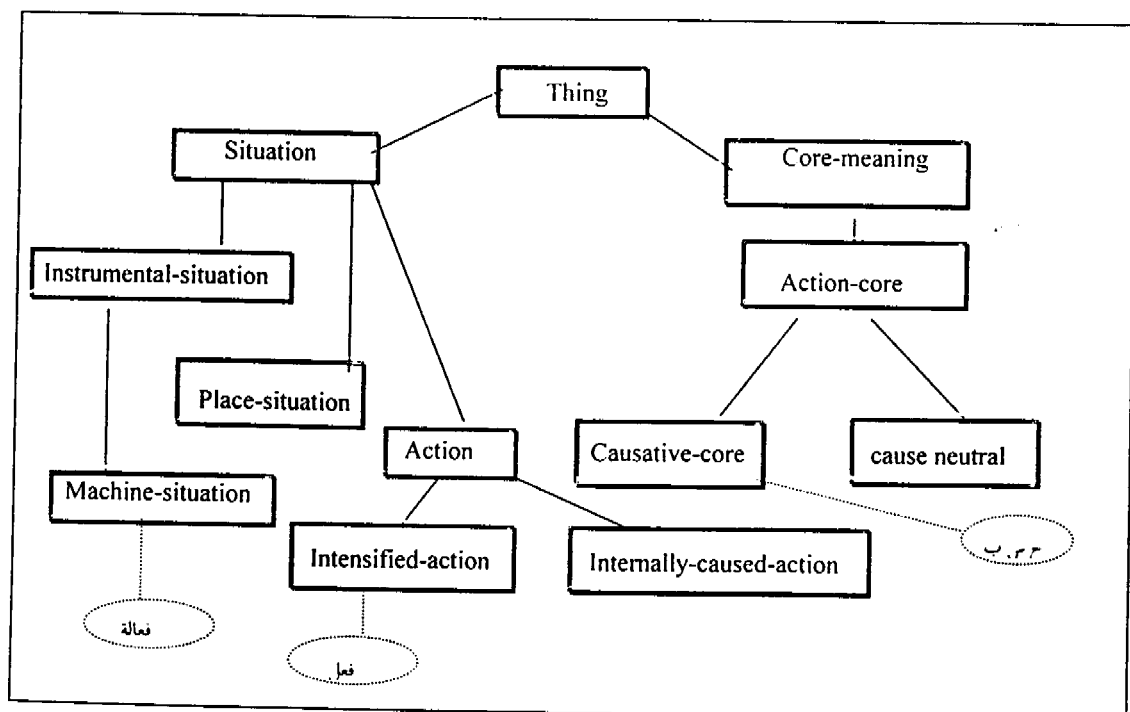 Thing
Situation
Core-meaning
Instrumental-situation
Action-core
Place-situation
Action
Causative-core
cause neutral
Machine-situation
Intensified-action
Internally-caused-action
فعالة
فعل